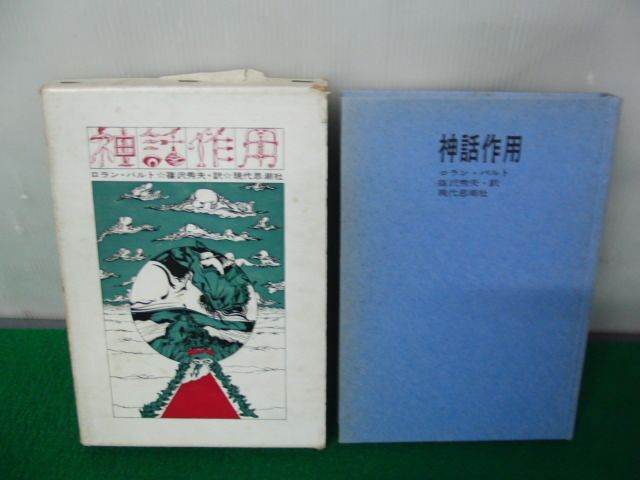 神話作用
ロラン・バルト☆篠沢秀夫・訳☆現代思潮社
神話作用
ロラン・バルト
篠沢秀夫・訳
現代思潮社